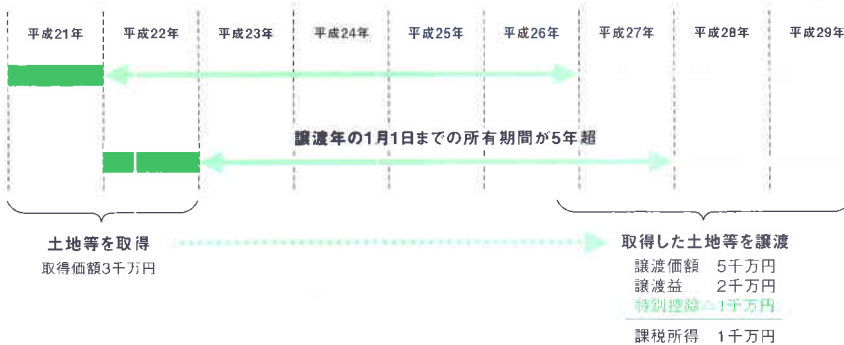 平成21年 平成22年 平成23年 平成24年 平成25年 平成26年 平成27年 平成28年 平成29年
譲渡年の1月1日までの所有期間が5年超
土地等を取得
取得価額3千万円
取得した土地等を譲渡
譲渡価額 5千万円
譲渡益 2千万円
特別控除△1千万円
課税所得 1千万円